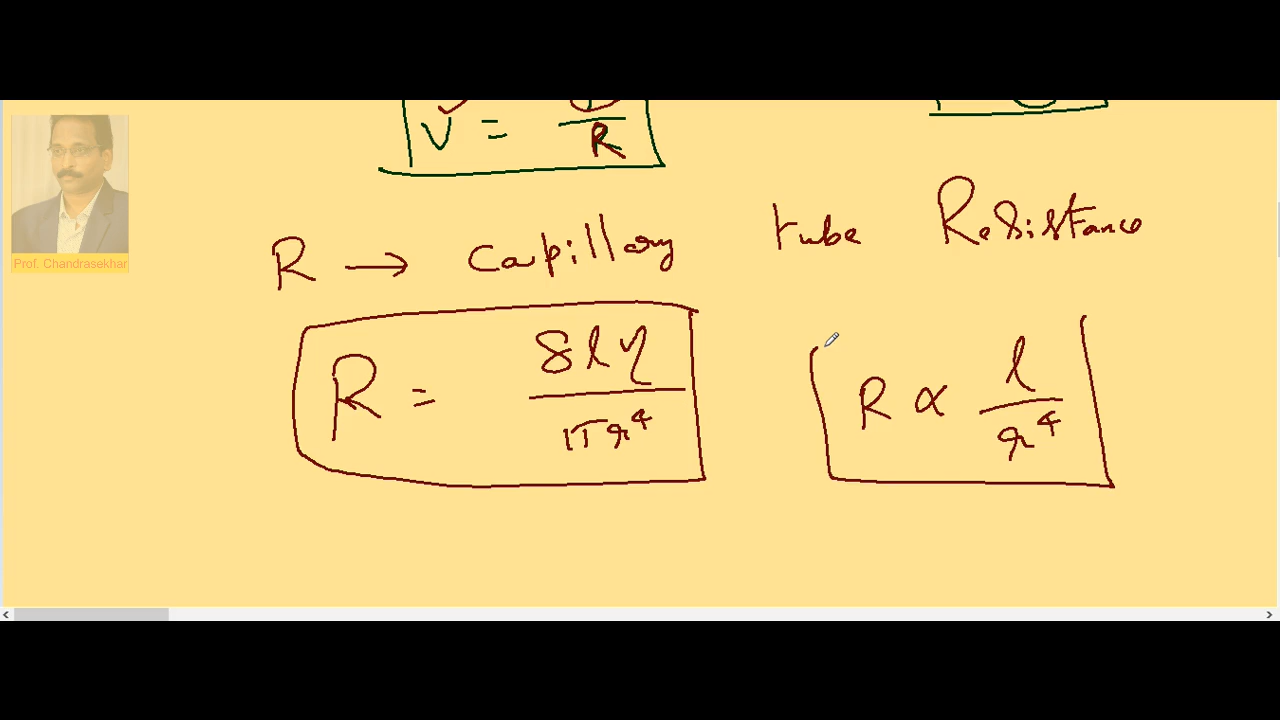 V = P/R
R → Capillary tube Resistance
Prof. Chandrasekhar
R = 8lη/πr⁴
R ∝ l/r⁴